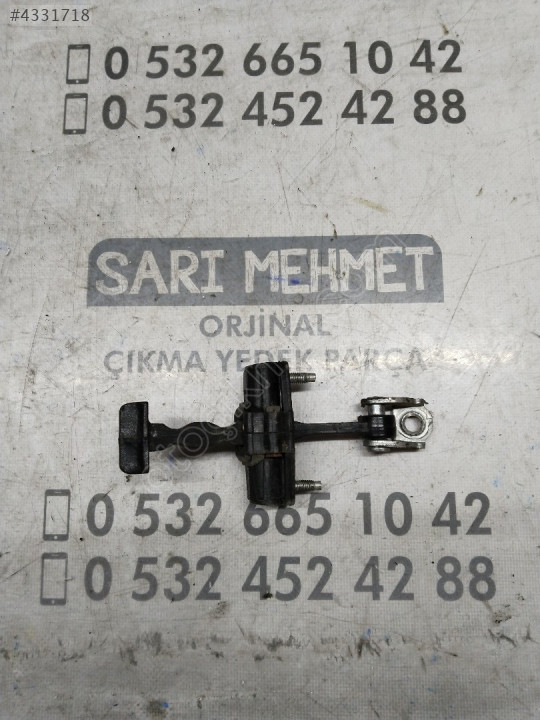 #4331718
0 532 665 10 42
0 532 452 42 88
SARI MEHMET
ORJİNAL
ÇIKMA YEDEK PARÇA
0 532 665 10 42
0 532 452 42 88